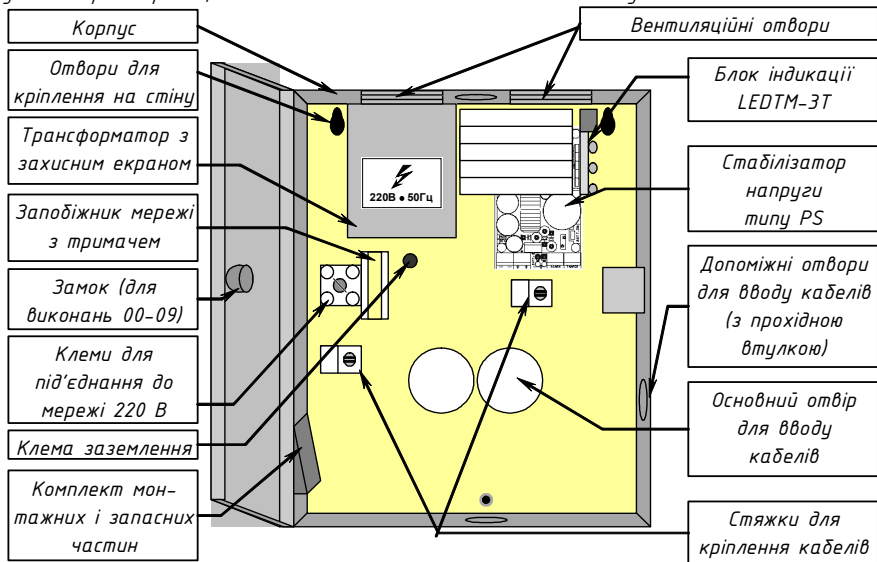 Корпус
Отвори для
кріплення на стіну
Трансформатор з
захисним екраном
Запобіжник мережі
з тримачем
Замок (для
виконань 00-09)
Клеми для
під'єднання до
мережі 220 В
Клема заземлення
Комплект мон-
тажних і запасних
частин
220В • 50Гц
Вентиляційні отвори
Блок індикації
LEDTM-3T
Стабілізатор
напруги
типу PS
Допоміжні отвори
для вводу кабелів
(з прохідною
втулкою)
Основний отвір
для вводу
кабелів
Стяжки для
кріплення кабелів